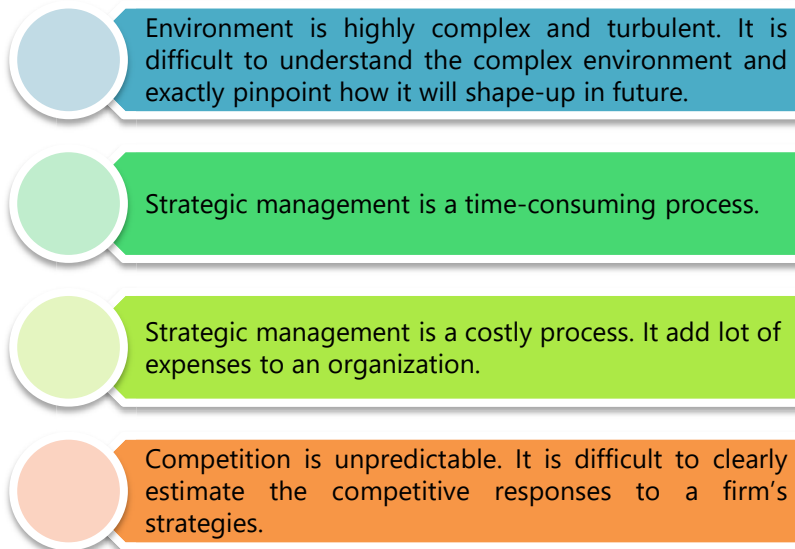 Environment is highly complex and turbulent. It is
difficult to understand the complex environment and
exactly pinpoint how it will shape-up in future.
Strategic management is a time-consuming process.
Strategic management is a costly process. It add lot of
expenses to an organization.
Competition is unpredictable. It is difficult to clearly
estimate the competitive responses to a firm’s
strategies.